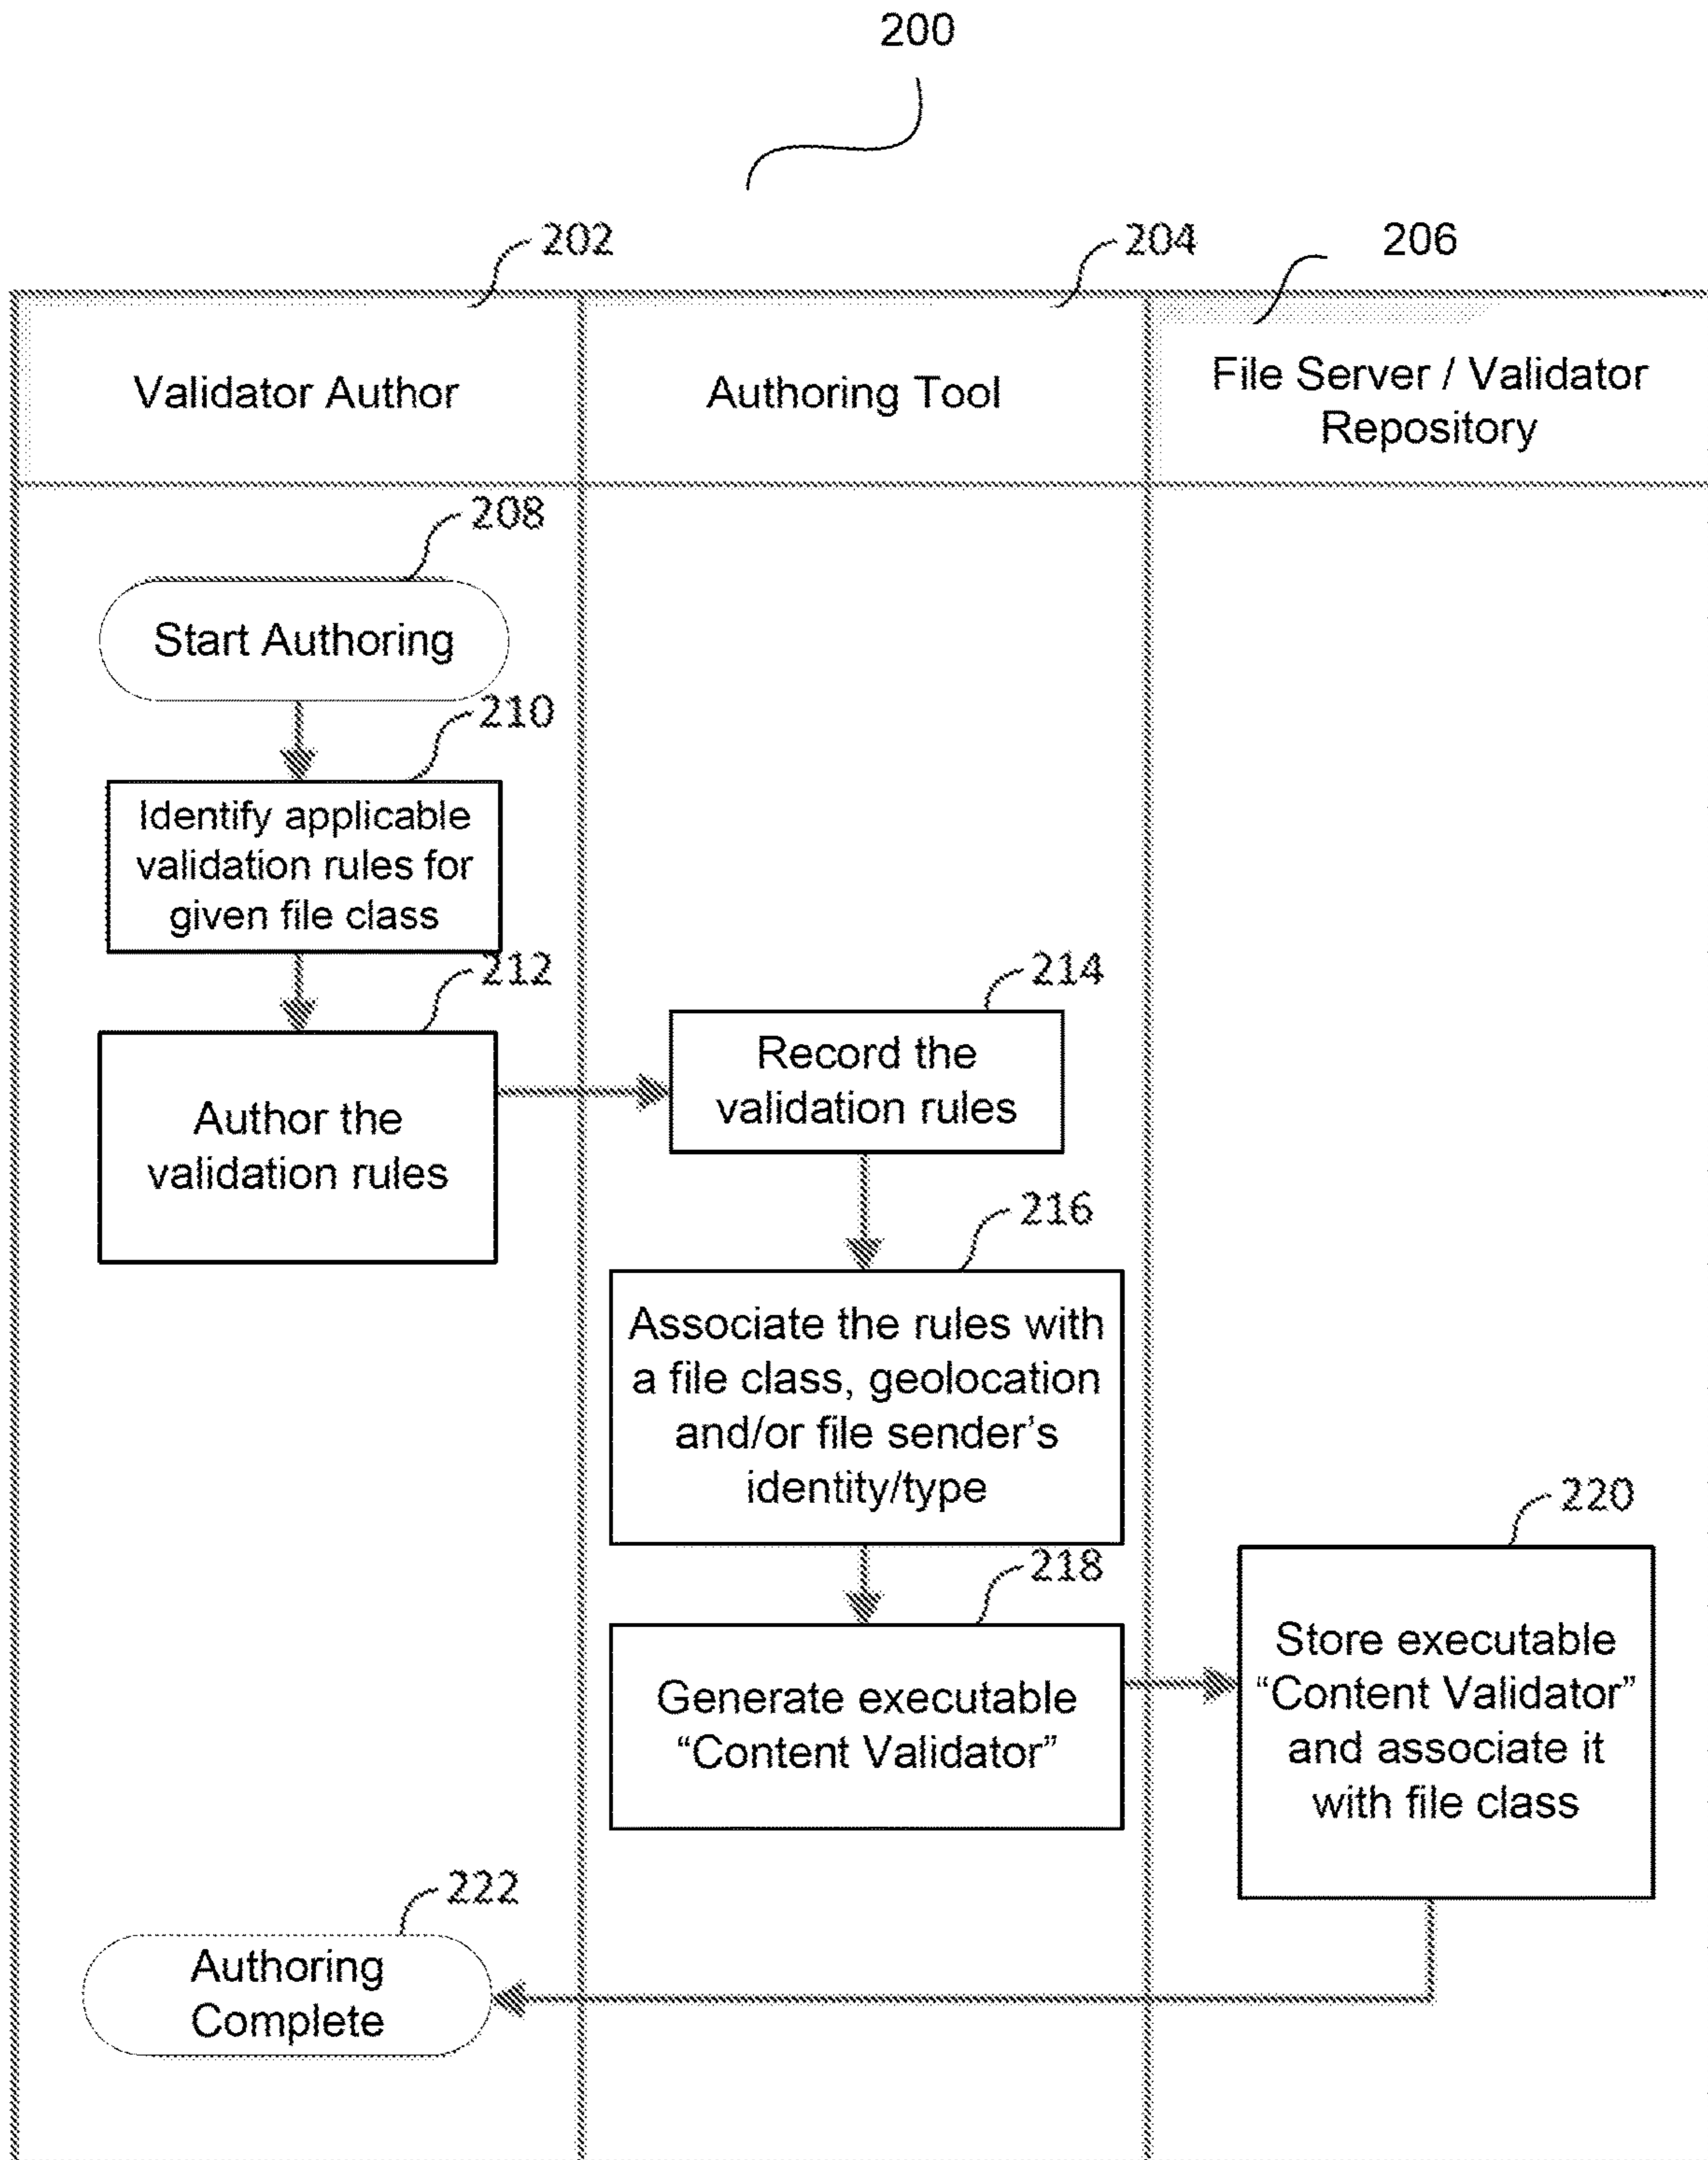 200
202
204
206
Validator Author
Authoring Tool
File Server / Validator
Repository
208
Start Authoring
210
Identify applicable
validation rules for
given file class
212
Author the
validation rules
214
Record the
validation rules
216
Associate the rules with
a file class, geolocation
and/or file sender’s
identity/type
218
Generate executable
“Content Validator”
220
Store executable
“Content Validator”
and associate it
with file class
222
Authoring
Complete